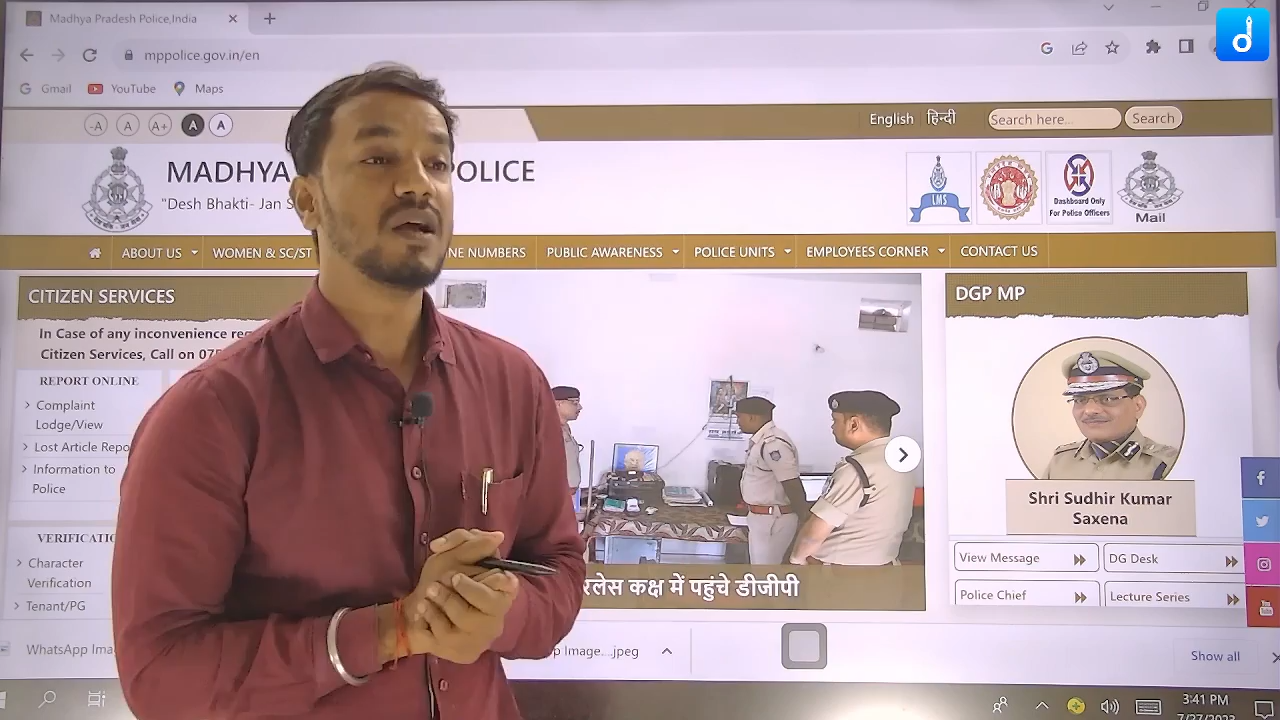 Madhya Pradesh Police,India
mppolice.gov.in/en
Gmail YouTube Maps
-A A A+ A A
English हिन्दी Search here... Search
MADHYA POLICE
"Desh Bhakti- Jan S
LMS
Dashboard Only
For Police Officers
Mail
ABOUT US WOMEN & SC/ST NE NUMBERS PUBLIC AWARENESS POLICE UNITS EMPLOYEES CORNER CONTACT US
CITIZEN SERVICES
In Case of any inconvenience reg
Citizen Services, Call on 075
REPORT ONLINE
Complaint
Lodge/View
Lost Article Repo
Information to
Police
VERIFICATIO
Character
Verification
Tenant/PG
रलेस कक्ष में पहुंचे डीजीपी
DGP MP
Shri Sudhir Kumar
Saxena
View Message DG Desk
Police Chief Lecture Series
WhatsApp Ima
p Image....jpeg
Show all
3:41 PM